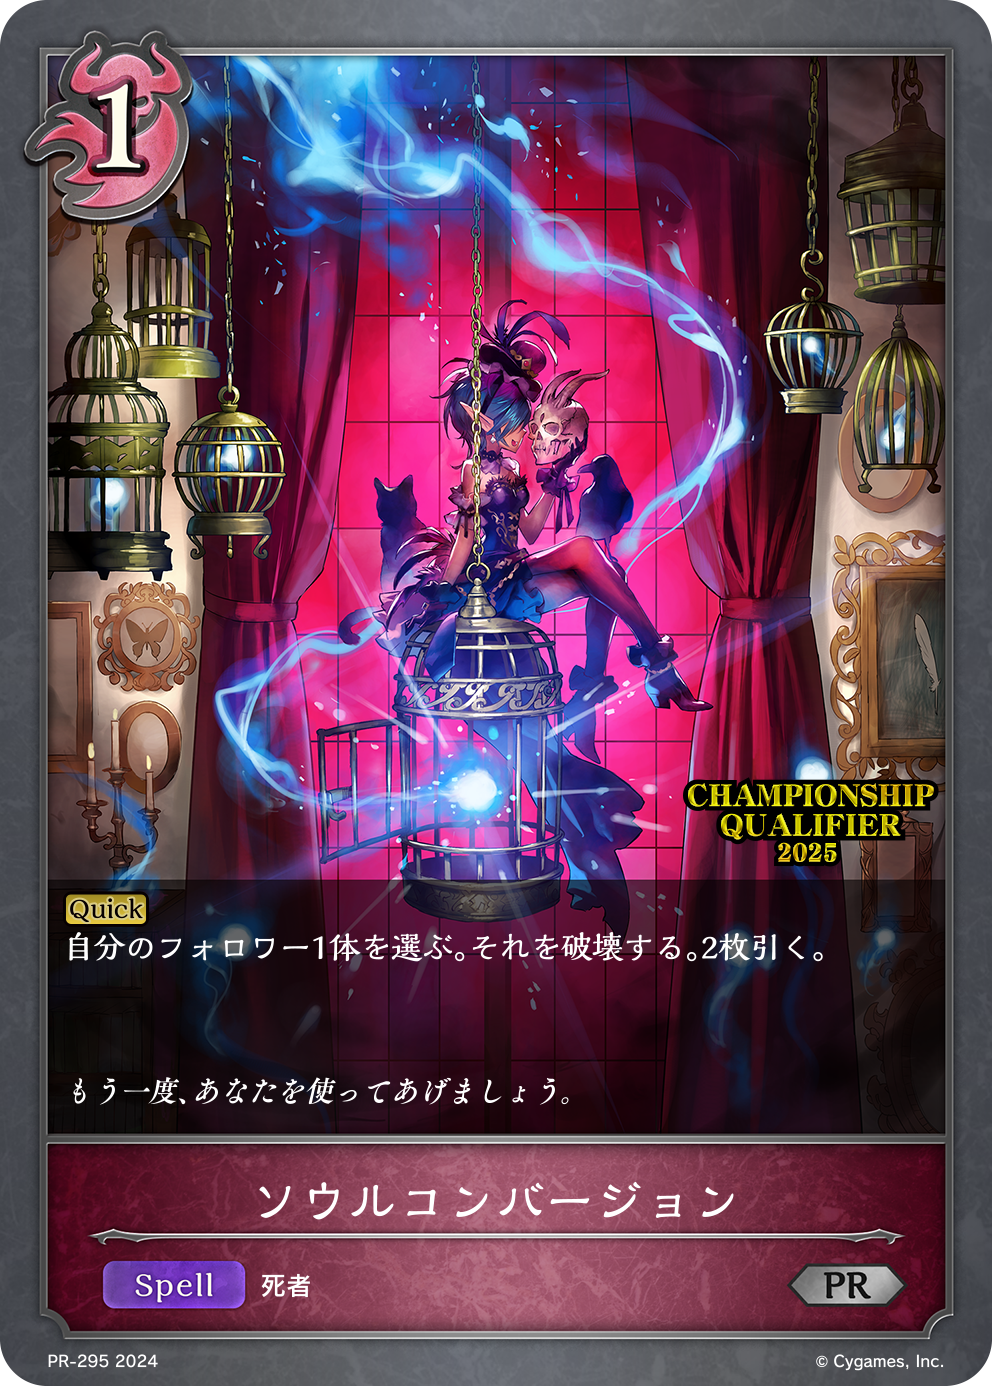 1
CHAMPIONSHIP
QUALIFIER
2025
Quick
自分のフォロワー1体を選ぶ。それを破壊する。2枚引く。
もう一度、あなたを使ってあげましょう。
ソウルコンバージョン
Spell 死者
PR
PR-295 2024
© Cygames, Inc.